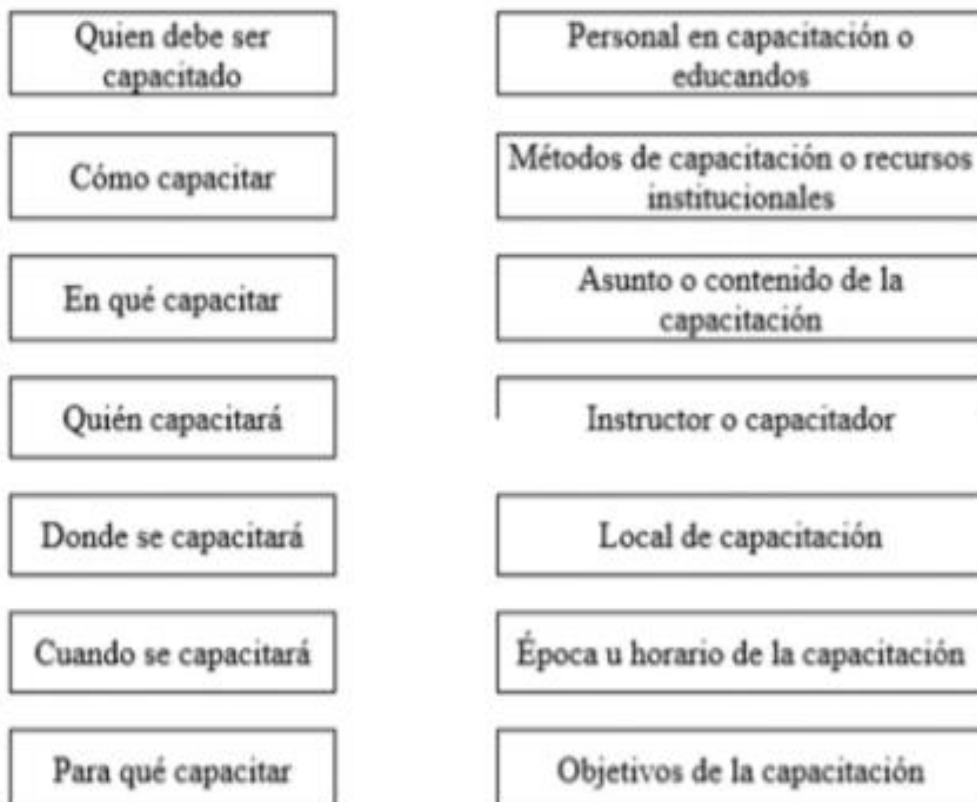 Quien debe ser
capacitado
Personal en capacitación o
educandos
Cómo capacitar
Métodos de capacitación o recursos
institucionales
En qué capacitar
Asunto o contenido de la
capacitación
Quién capacitará
Instructor o capacitador
Donde se capacitará
Local de capacitación
Cuando se capacitará
Época u horario de la capacitación
Para qué capacitar
Objetivos de la capacitación